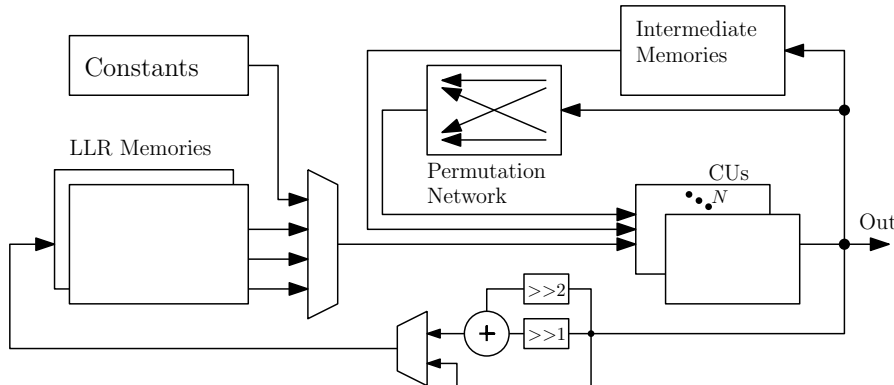 Intermediate
Memories
Constants
LLR Memories
Permutation
Network
CUs
N
Out
>>2
+
>>1